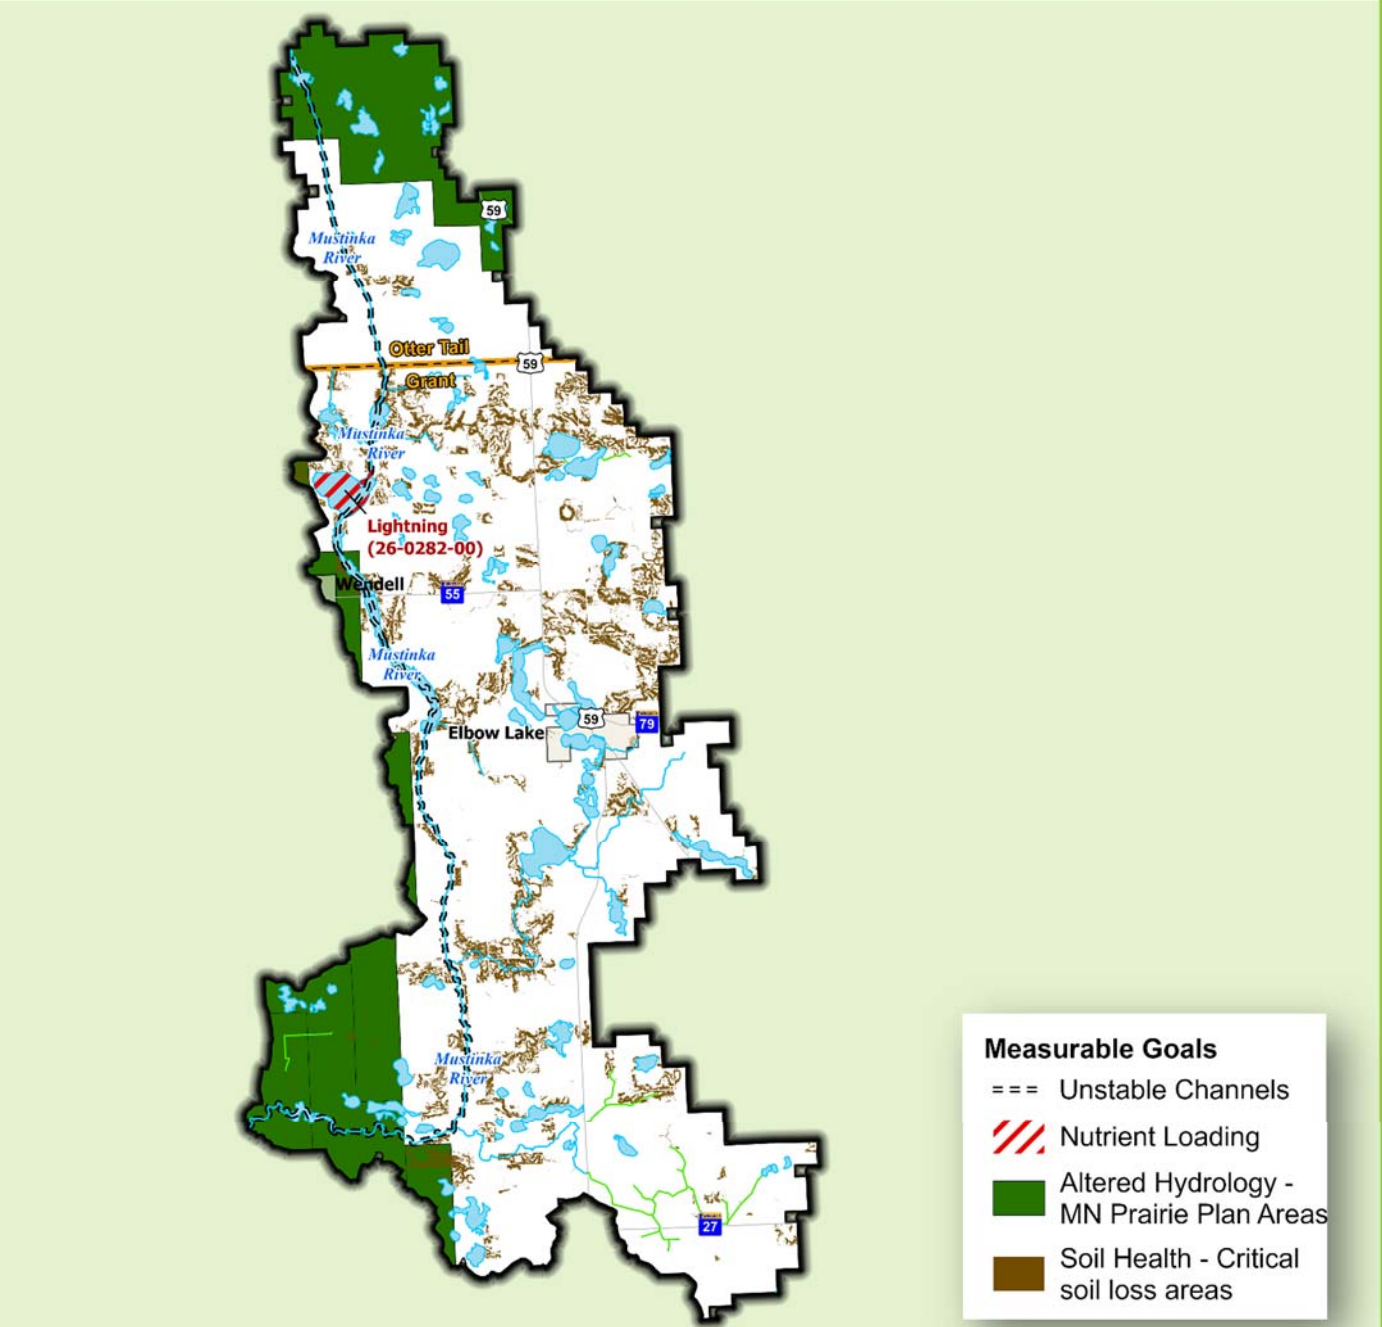 59
Mustinka
River
Otter Tail
59
Grant
Mustinka
River
Lightning
(26-0282-00)
Wendell
55
Mustinka
River
59
79
Elbow Lake
Mustinka
River
27
Measurable Goals
Unstable Channels
Nutrient Loading
Altered Hydrology -
MN Prairie Plan Areas
Soil Health - Critical
soil loss areas